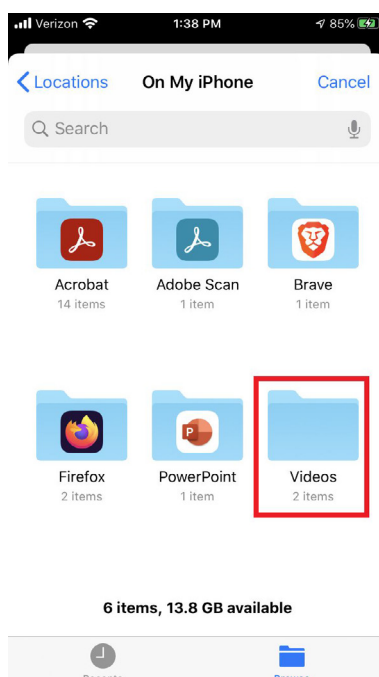 Verizon 1:38 PM 85%
Locations On My iPhone Cancel
Search
Acrobat Adobe Scan Brave
14 items 1 item 1 item
P
Firefox PowerPoint Videos
2 items 1 item 2 items
6 items, 13.8 GB available